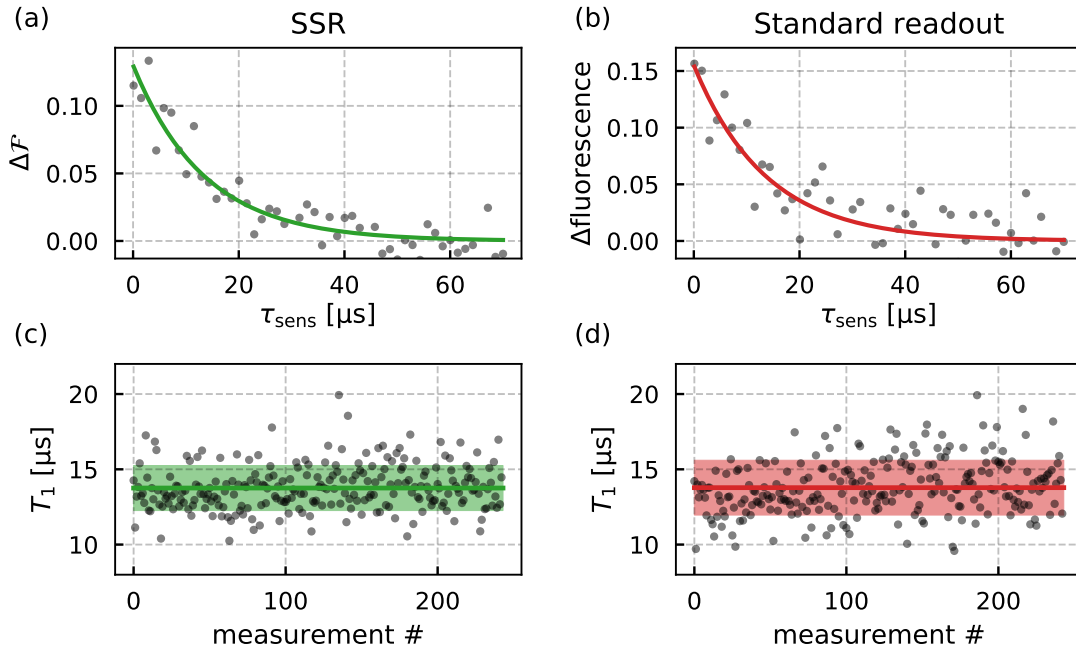 (a) SSR
ΔℱF
0.10
0.05
0.00
0 20 40 60
τsens [µs]
(b) Standard readout
Δfluorescence
0.15
0.10
0.05
0.00
0 20 40 60
τsens [µs]
(c)
T1 [µs]
20
15
10
0 100 200
measurement #
(d)
T1 [µs]
20
15
10
0 100 200
measurement #